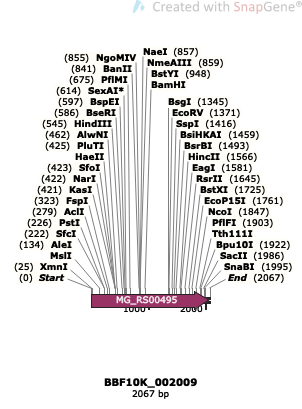 Created with SnapGene®
NaeI (857)
(855) NgoMIV
NmeAIII (859)
(841) BanII
BstYI (948)
(675) PflMI
BamHI
(614) SexAI*
(597) BspEI
BsgI (1345)
(586) BseRI
EcoRV (1371)
(545) HindIII
SspI (1416)
(462) AlwNI
BsiHKAI (1459)
(425) PluTI
BsrBI (1493)
HaeII
HincII (1566)
(423) SfoI
EagI (1581)
(422) NarI
RsrII (1645)
(421) KasI
BstXI (1725)
(323) FspI
EcoP15I (1761)
(279) AclI
NcoI (1847)
(226) PstI
PflFI (1903)
(222) SfcI
Tth111I
(134) AleI
Bpu10I (1922)
MslI
SacII (1986)
(25) XmnI
SnaBI (1995)
(0) Start
End (2067)
MG_RS00495
1000
2000
BBF10K_002009
2067 bp